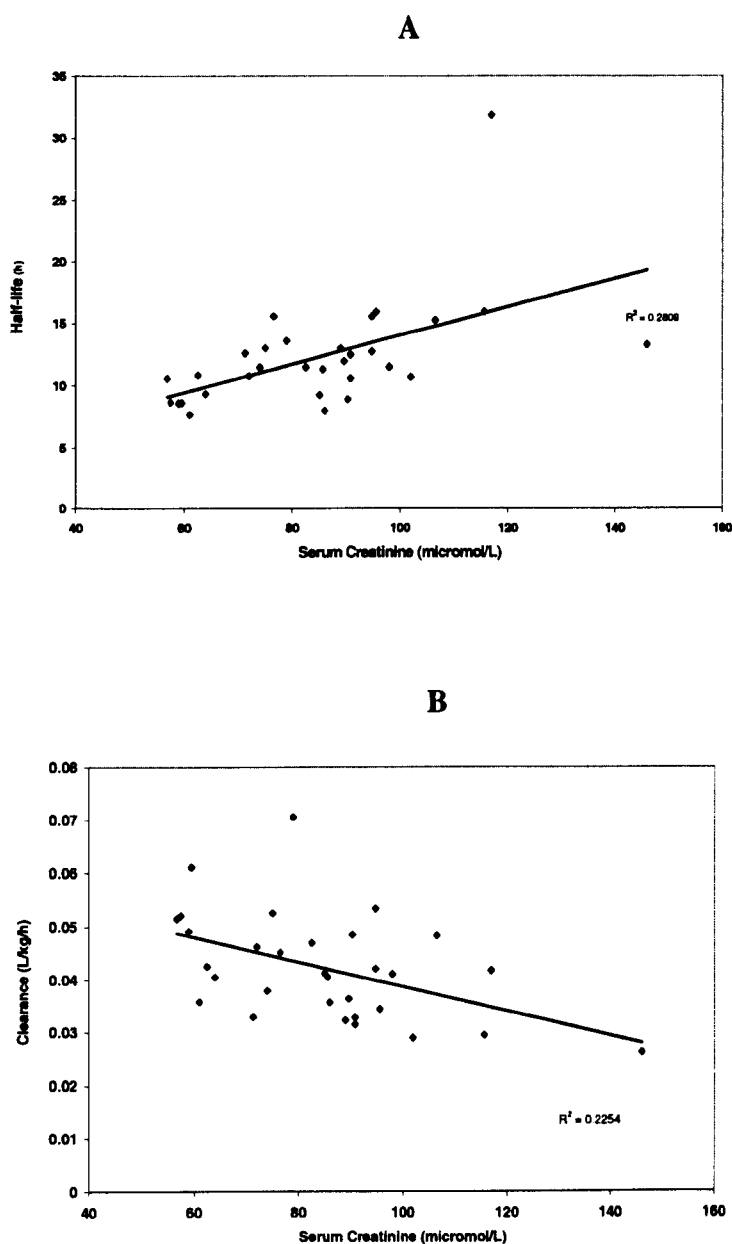 A
35
30
25
20
15
10
5
0
Half-life (h)
R² = 0.2809
40 60 80 100 120 140 160
Serum Creatinine (micromol/L)
B
0.08
0.07
0.06
0.05
0.04
0.03
0.02
0.01
0
Clearance (L/kg/h)
R² = 0.2254
40 60 80 100 120 140 160
Serum Creatinine (micromol/L)